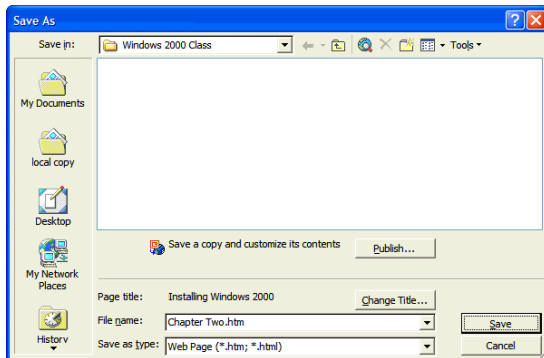 Save As
Save in:
Windows 2000 Class
Tools
My Documents
local copy
Desktop
My Network
Places
History
Save a copy and customize its contents
Publish...
Page title:
Installing Windows 2000
Change Title...
File name:
Chapter Two.htm
Save
Save as type:
Web Page (*.htm; *.html)
Cancel